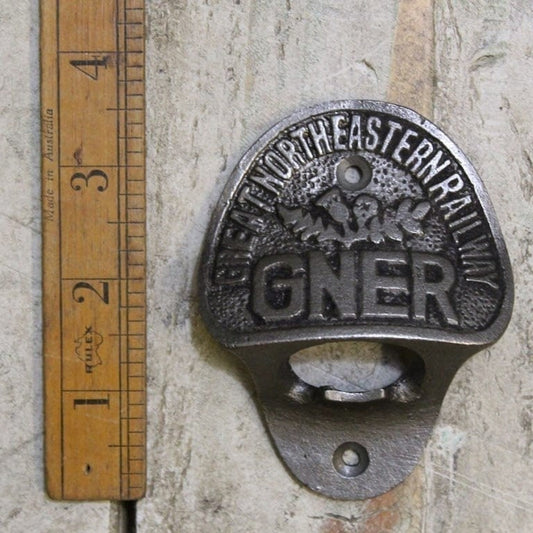 4
3
2
1
Made in Australia
RULEX
GREAT NORTH EASTERN RAILWAY
GNER